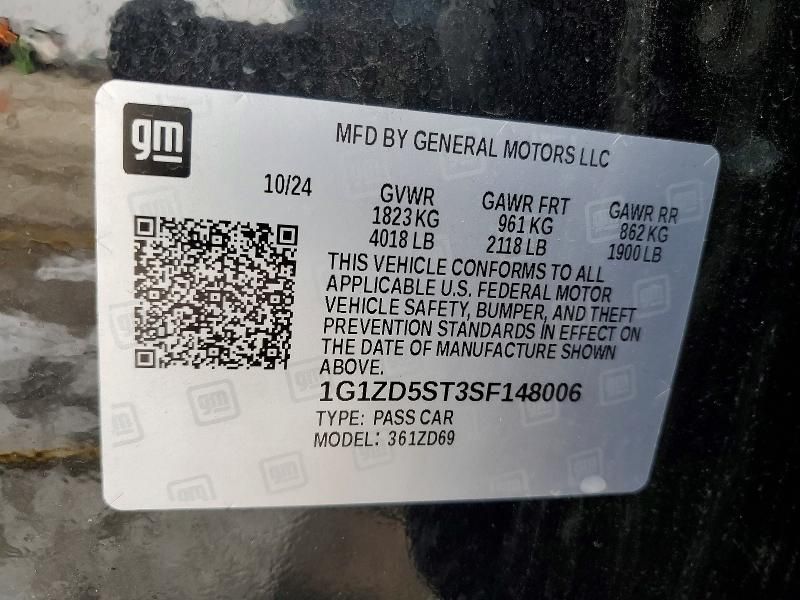 gm
MFD BY GENERAL MOTORS LLC
10/24
GVWR
1823 KG
4018 LB
GAWR FRT
961 KG
2118 LB
GAWR RR
862 KG
1900 LB
THIS VEHICLE CONFORMS TO ALL
APPLICABLE U.S. FEDERAL MOTOR
VEHICLE SAFETY, BUMPER, AND THEFT
PREVENTION STANDARDS IN EFFECT ON
THE DATE OF MANUFACTURE SHOWN
ABOVE.
1G1ZD5ST3SF148006
TYPE: PASS CAR
MODEL: 361ZD69